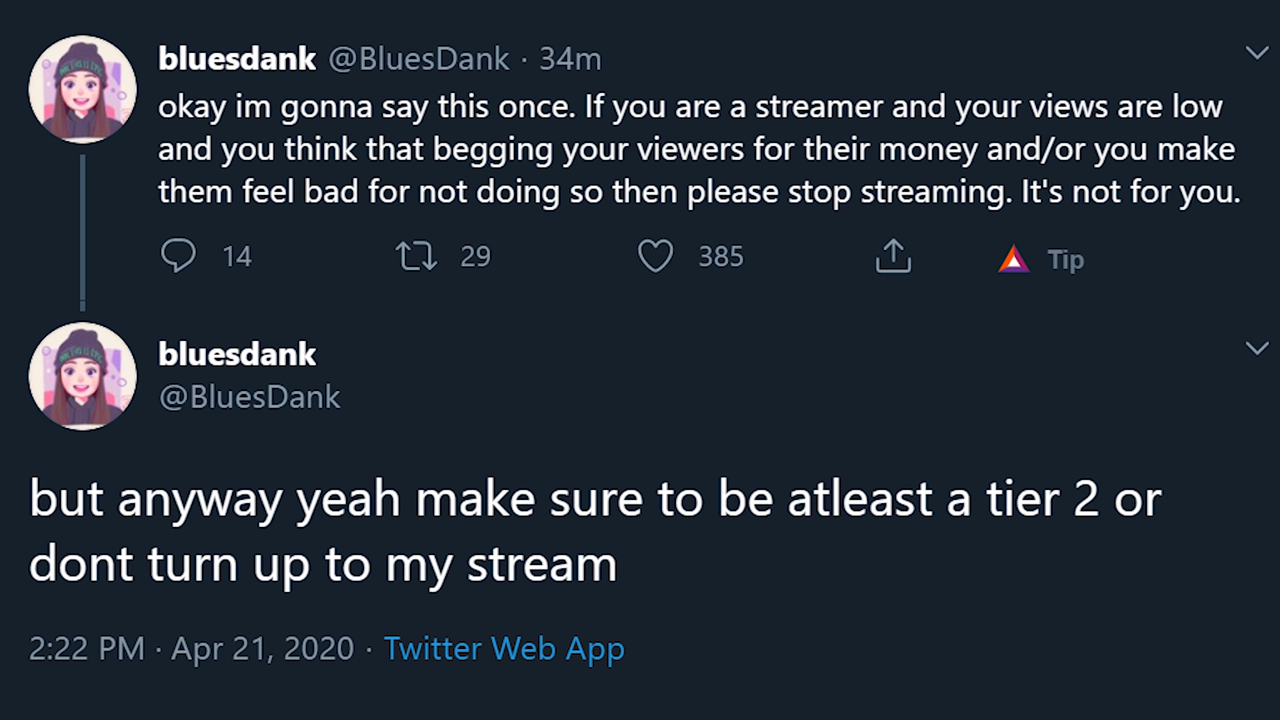 bluesdank @BluesDank · 34m
okay im gonna say this once. If you are a streamer and your views are low
and you think that begging your viewers for their money and/or you make
them feel bad for not doing so then please stop streaming. It's not for you.
14 29 385 Tip
bluesdank
@BluesDank
but anyway yeah make sure to be atleast a tier 2 or
dont turn up to my stream
2:22 PM · Apr 21, 2020 · Twitter Web App